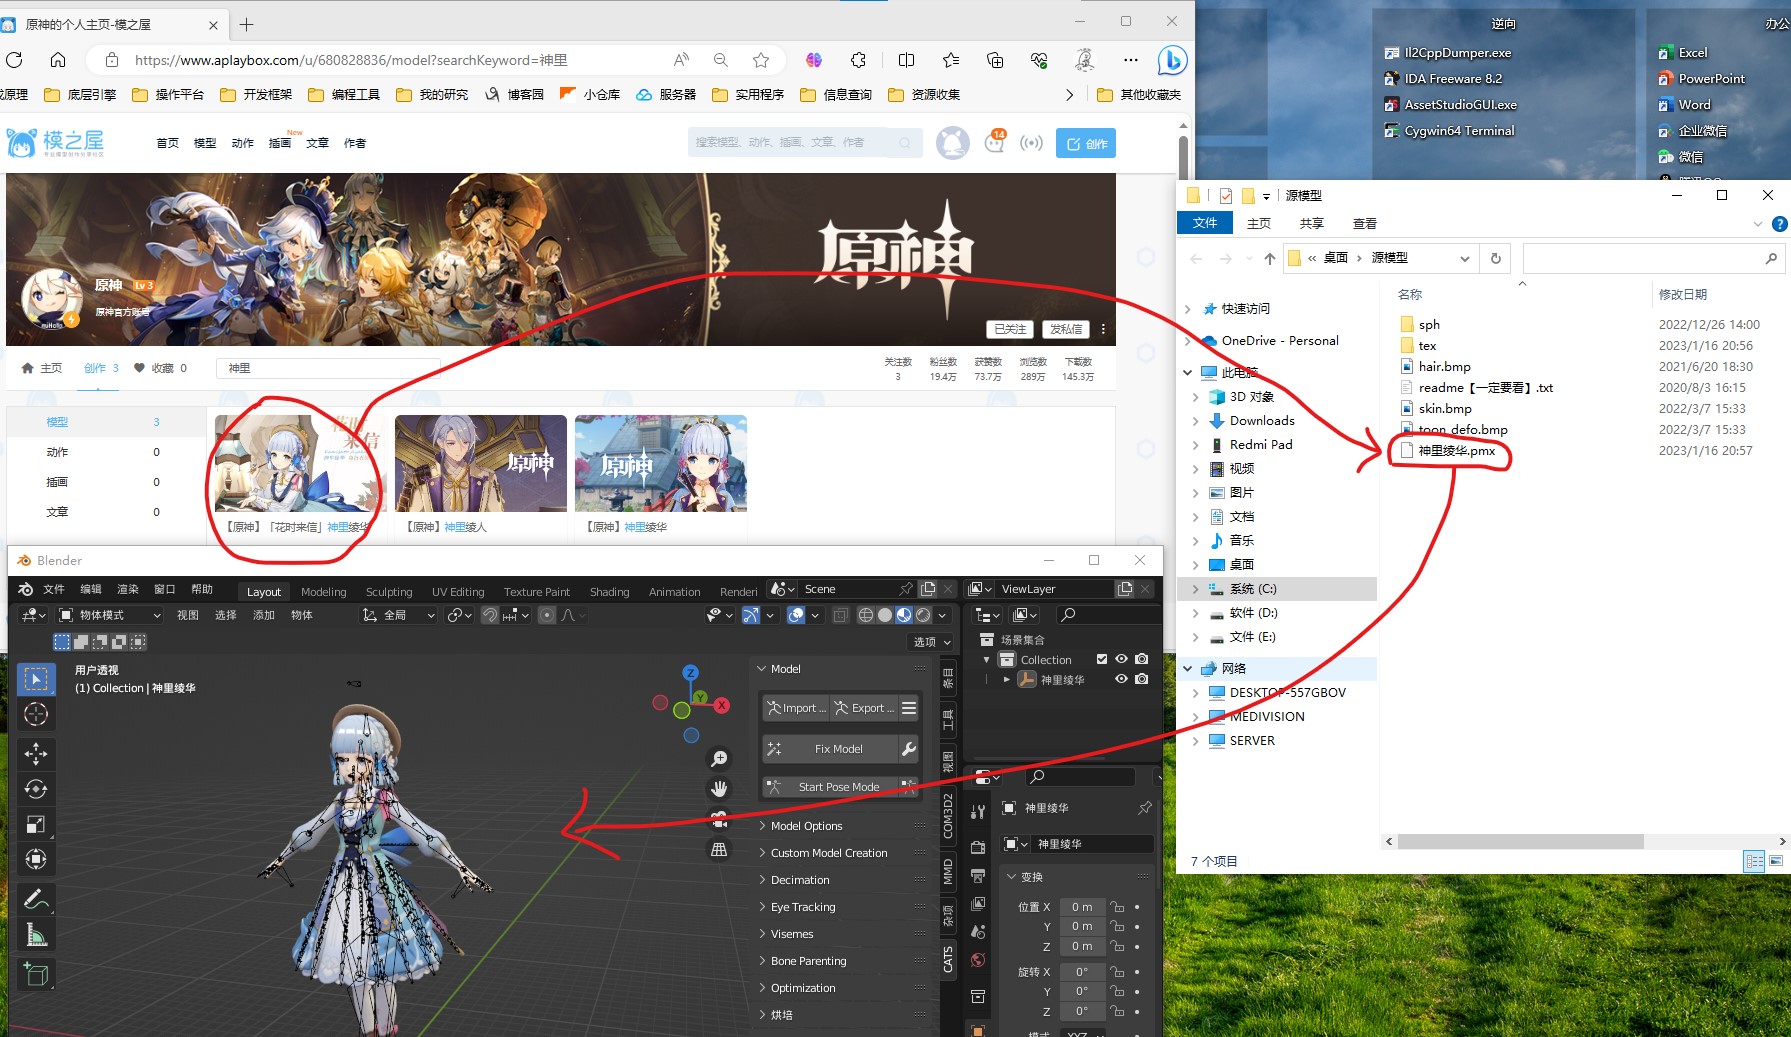 原神的个人主页-模之屋
https://www.aplaybox.com/u/680828836/model?searchKeyword=神里
底层引擎
操作平台
开发框架
编程工具
我的研究
博客园
小仓库
服务器
实用程序
信息查询
资源收集
其他收藏夹
模之屋
首页
模型
动作
插画
New
文章
作者
搜索模型、动作、插画、文章、作者
14
创作
原神
Lv 3
原神官方账号
miHoYo
原神
已关注
发私信
主页
创作 3
收藏 0
神里
关注数
3
粉丝数
19.4万
获赞数
73.7万
浏览数
289万
下载数
145.3万
模型 3
动作 0
插画 0
文章 0
花时
来信
原神
原神
【原神】「花时来信」神里绫华
【原神】神里绫人
【原神】神里绫华
逆向
Il2CppDumper.exe
IDA Freeware 8.2
AssetStudioGUI.exe
Cygwin64 Terminal
办公
Excel
PowerPoint
Word
企业微信
微信
源模型
文件
主页
共享
查看
« 桌面 › 源模型
快速访问
OneDrive - Personal
此电脑
3D 对象
Downloads
Redmi Pad
视频
图片
文档
音乐
桌面
系统 (C:)
软件 (D:)
文件 (E:)
网络
DESKTOP-557GBOV
MEDIVISION
SERVER
名称
修改日期
sph 2022/12/26 14:00
tex 2023/1/16 20:56
hair.bmp 2021/6/20 18:30
readme【一定要看】.txt 2020/8/3 16:15
skin.bmp 2022/3/7 15:33
toon_defo.bmp 2022/3/7 15:33
神里绫华.pmx 2023/1/16 20:57
7 个项目
Blender
文件
编辑
渲染
窗口
帮助
Layout
Modeling
Sculpting
UV Editing
Texture Paint
Shading
Animation
Renderi
Scene
ViewLayer
物体模式
视图
选择
添加
物体
全局
选项
用户透视
(1) Collection | 神里绫华
Z
Y
X
Model
Import ...
Export ...
Fix Model
Start Pose Mode
Model Options
Custom Model Creation
Decimation
Eye Tracking
Visemes
Bone Parenting
Optimization
烘培
条目
工具
视图
COM3D2
MMD
杂项
CATS
场景集合
Collection
神里绫华
神里绫华
神里绫华
变换
位置 X 0 m
Y 0 m
Z 0 m
旋转 X 0°
Y 0°
Z 0°
模式 XYZ